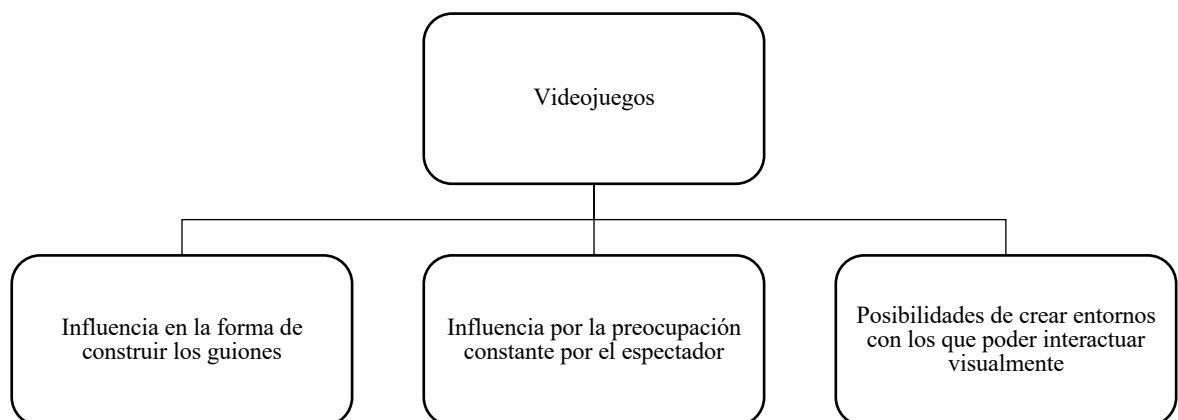 Videojuegos
Influencia en la forma de
construir los guiones
Influencia por la preocupación
constante por el espectador
Posibilidades de crear entornos
con los que poder interactuar
visualmente